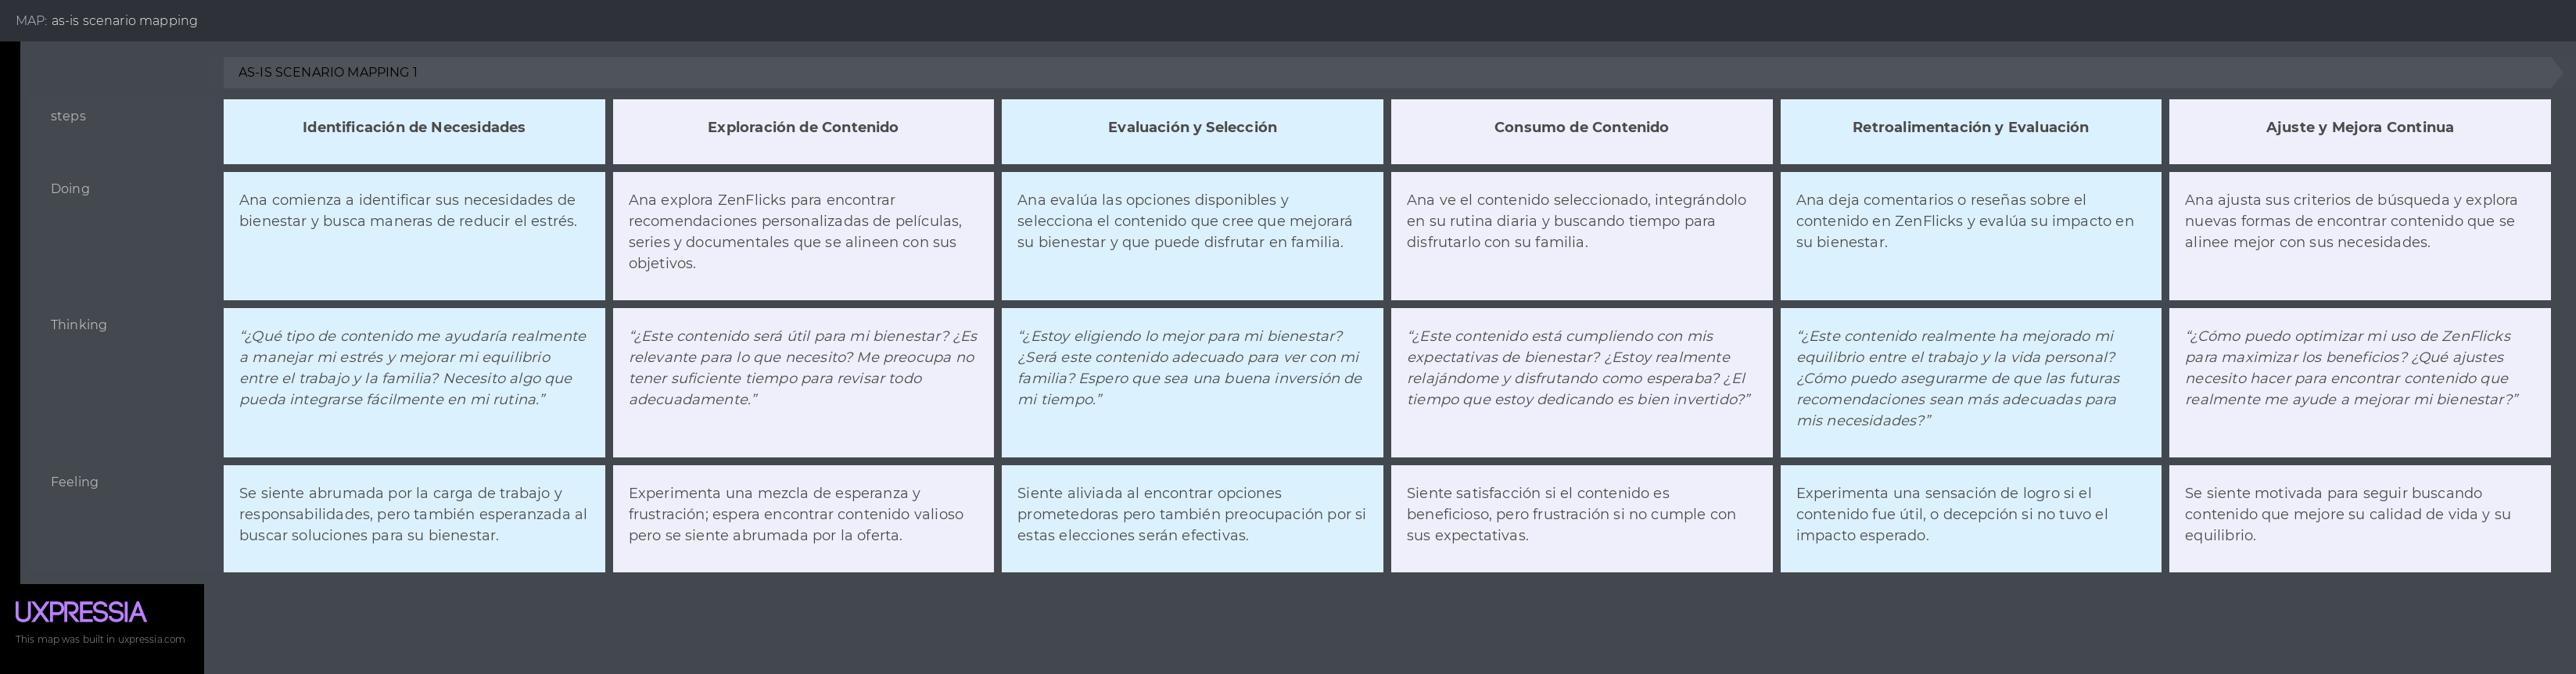 MAP: as-is scenario mapping
AS-IS SCENARIO MAPPING 1
steps
Identificación de Necesidades
Exploración de Contenido
Evaluación y Selección
Consumo de Contenido
Retroalimentación y Evaluación
Ajuste y Mejora Continua
Doing
Ana comienza a identificar sus necesidades de
bienestar y busca maneras de reducir el estrés.
Ana explora ZenFlicks para encontrar
recomendaciones personalizadas de películas,
series y documentales que se alineen con sus
objetivos.
Ana evalúa las opciones disponibles y
selecciona el contenido que cree que mejorará
su bienestar y que puede disfrutar en familia.
Ana ve el contenido seleccionado, integrándolo
en su rutina diaria y buscando tiempo para
disfrutarlo con su familia.
Ana deja comentarios o reseñas sobre el
contenido en ZenFlicks y evalúa su impacto en
su bienestar.
Ana ajusta sus criterios de búsqueda y explora
nuevas formas de encontrar contenido que se
alinee mejor con sus necesidades.
Thinking
“¿Qué tipo de contenido me ayudaría realmente
a manejar mi estrés y mejorar mi equilibrio
entre el trabajo y la familia? Necesito algo que
pueda integrarse fácilmente en mi rutina.”
“¿Este contenido será útil para mi bienestar? ¿Es
relevante para lo que necesito? Me preocupa no
tener suficiente tiempo para revisar todo
adecuadamente.”
“¿Estoy eligiendo lo mejor para mi bienestar?
¿Será este contenido adecuado para ver con mi
familia? Espero que sea una buena inversión de
mi tiempo.”
“¿Este contenido está cumpliendo con mis
expectativas de bienestar? ¿Estoy realmente
relajándome y disfrutando como esperaba? ¿El
tiempo que estoy dedicando es bien invertido?”
“¿Este contenido realmente ha mejorado mi
equilibrio entre el trabajo y la vida personal?
¿Cómo puedo asegurarme de que las futuras
recomendaciones sean más adecuadas para
mis necesidades?”
“¿Cómo puedo optimizar mi uso de ZenFlicks
para maximizar los beneficios? ¿Qué ajustes
necesito hacer para encontrar contenido que
realmente me ayude a mejorar mi bienestar?”
Feeling
Se siente abrumada por la carga de trabajo y
responsabilidades, pero también esperanzada al
buscar soluciones para su bienestar.
Experimenta una mezcla de esperanza y
frustración; espera encontrar contenido valioso
pero se siente abrumada por la oferta.
Siente aliviada al encontrar opciones
prometedoras pero también preocupación por si
estas elecciones serán efectivas.
Siente satisfacción si el contenido es
beneficioso, pero frustración si no cumple con
sus expectativas.
Experimenta una sensación de logro si el
contenido fue útil, o decepción si no tuvo el
impacto esperado.
Se siente motivada para seguir buscando
contenido que mejore su calidad de vida y su
equilibrio.
UXPRESSIA
This map was built in uxpressia.com